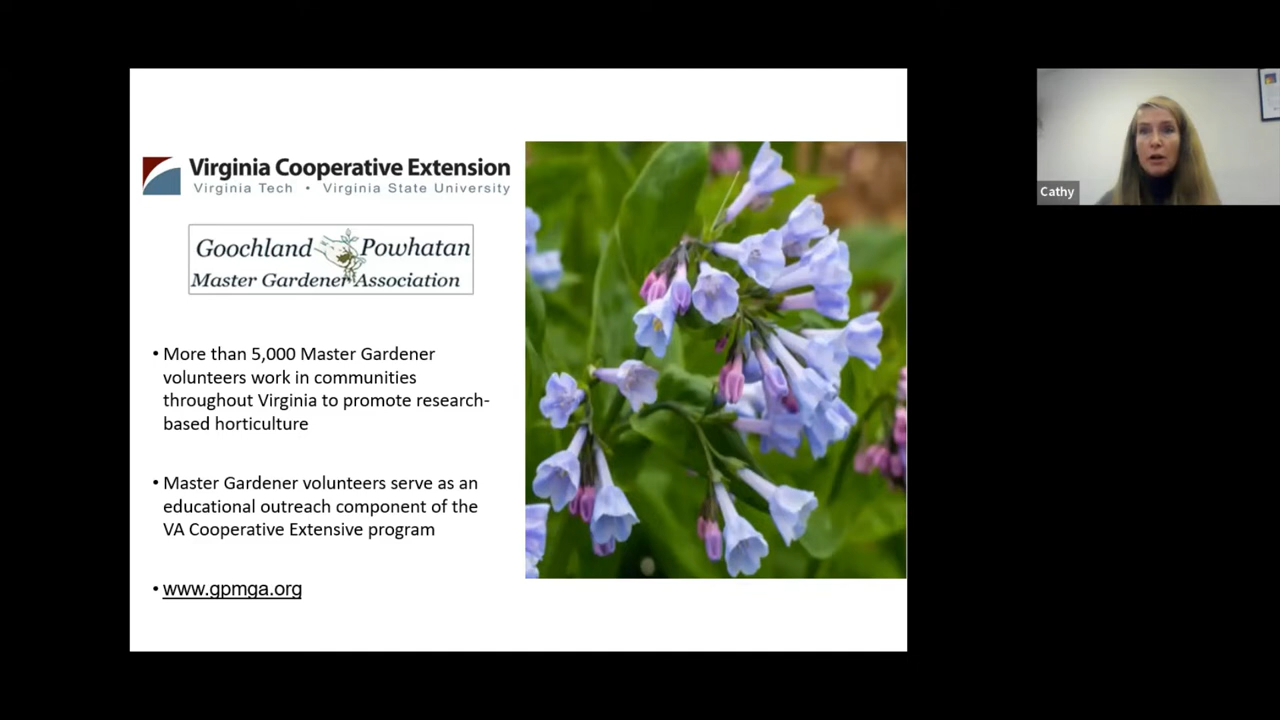 Virginia Cooperative Extension
Virginia Tech • Virginia State University
Goochland Powhatan
Master Gardener Association
• More than 5,000 Master Gardener
volunteers work in communities
throughout Virginia to promote research-
based horticulture
• Master Gardener volunteers serve as an
educational outreach component of the
VA Cooperative Extensive program
• www.gpmga.org
Cathy